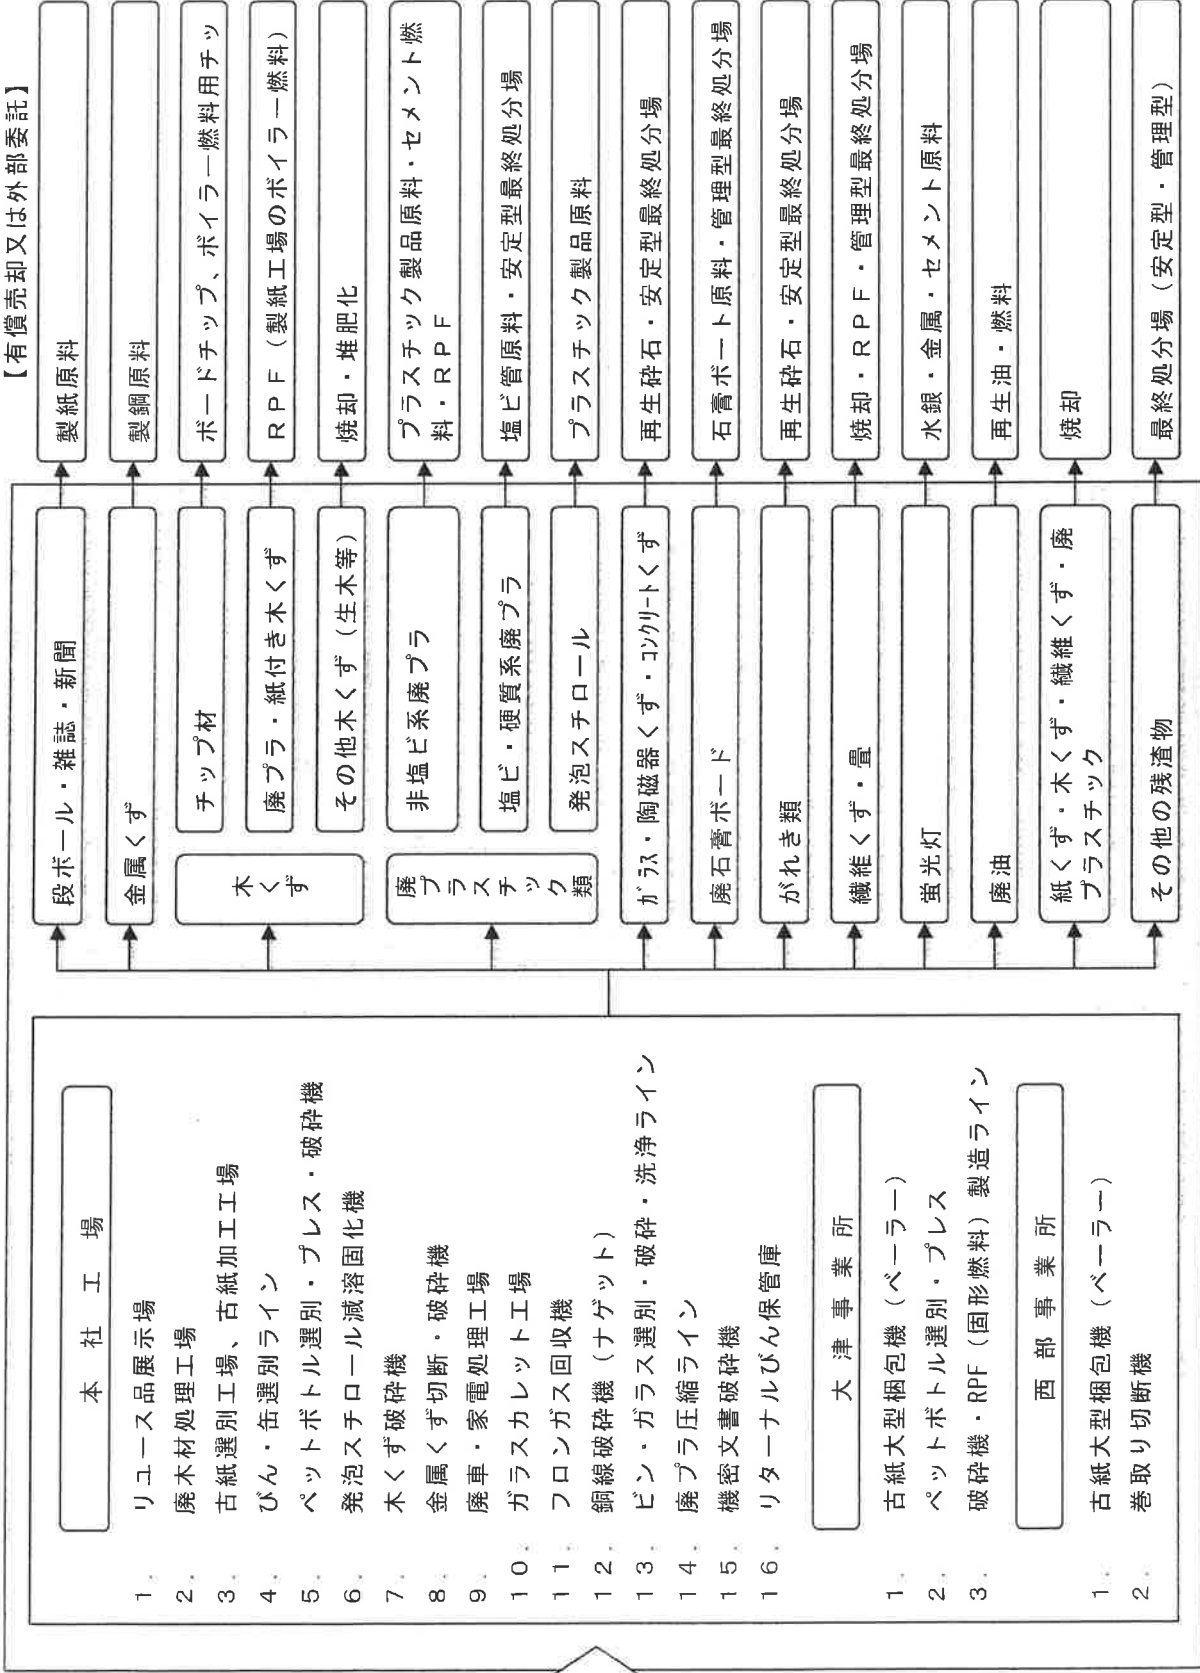 本社工場
1. リユース品展示場
2. 廃木材処理工場
3. 古紙選別工場、古紙加工工場
4. びん・缶選別ライン
5. ペットボトル選別・プレス・破砕機
6. 発泡スチロール減溶固化機
7. 木くず破砕機
8. 金属くず切断・破砕機
9. 廃車・家電処理工場
10. ガラスカレット工場
11. フロンガス回収機
12. 銅線破砕機（ナゲット）
13. ビン・ガラス選別・破砕・洗浄ライン
14. 廃プラ圧縮ライン
15. 機密文書破砕機
16. リターナルびん保管庫
大津事業所
1. 古紙大型梱包機（ベーラー）
2. ペットボトル選別・プレス
3. 破砕機・RPF（固形燃料）製造ライン
西部事業所
1. 古紙大型梱包機（ベーラー）
2. 巻取り切断機
段ボール・雑誌・新聞
金属くず
木くず
チップ材
廃プラ・紙付き木くず
その他木くず（生木等）
廃プラスチック類
非塩ビ系廃プラ
塩ビ・硬質系廃プラ
発泡スチロール
ｶﾞﾗｽ・陶磁器くず・ｺﾝｸﾘｰﾄくず
廃石膏ボード
がれき類
繊維くず・畳
蛍光灯
廃油
紙くず・木くず・繊維くず・廃
プラスチック
その他の残渣物
【有償売却又は外部委託】
製紙原料
製鋼原料
ボードチップ、ボイラー燃料用チッ
ＲＰＦ（製紙工場のボイラー燃料）
焼却・堆肥化
プラスチック製品原料・セメント燃
料・ＲＰＦ
塩ビ管原料・安定型最終処分場
プラスチック製品原料
再生砕石・安定型最終処分場
石膏ボート原料・管理型最終処分場
再生砕石・安定型最終処分場
焼却・ＲＰＦ・管理型最終処分場
水銀・金属・セメント原料
再生油・燃料
焼却
最終処分場（安定型・管理型）